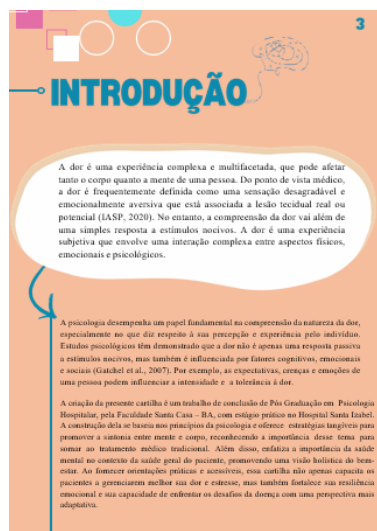 3
INTRODUÇÃO
A dor é uma experiência complexa e multifacetada, que pode afetar
tanto o corpo quanto a mente de uma pessoa. Do ponto de vista médico,
a dor é frequentemente definida como uma sensação desagradável e
emocionalmente aversiva que está associada a lesão tecidual real ou
potencial (IASP, 2020). No entanto, a compreensão da dor vai além de
uma simples resposta a estímulos nocivos. A dor é uma experiência
subjetiva que envolve uma interação complexa entre aspectos físicos,
emocionais e psicológicos.
A psicologia desempenha um papel fundamental na compreensão da natureza da dor,
especialmente no que diz respeito à sua percepção e experiência pelo indivíduo.
Estudos psicológicos têm demonstrado que a dor não é apenas uma resposta passiva
a estímulos nocivos, mas também é influenciada por fatores cognitivos, emocionais
e sociais (Gatchel et al., 2007). Por exemplo, as expectativas, crenças e emoções de
uma pessoa podem influenciar a intensidade e a tolerância à dor.
A criação da presente cartilha é um trabalho de conclusão de Pós Graduação em Psicologia
Hospitalar, pela Faculdade Santa Casa – BA, com estágio prático no Hospital Santa Izabel.
A construção dela se baseia nos princípios da psicologia e oferece estratégias tangíveis para
promover a sintonia entre mente e corpo, reconhecendo a importância desse tema para
somar ao tratamento médico tradicional. Além disso, enfatiza a importância da saúde
mental no contexto da saúde geral do paciente, promovendo uma visão holística do bem-
estar. Ao fornecer orientações práticas e acessíveis, essa cartilha não apenas capacita os
pacientes a gerenciarem melhor sua dor e estresse, mas também fortalece sua resiliência
emocional e sua capacidade de enfrentar os desafios da doença com uma perspectiva mais
adaptativa.